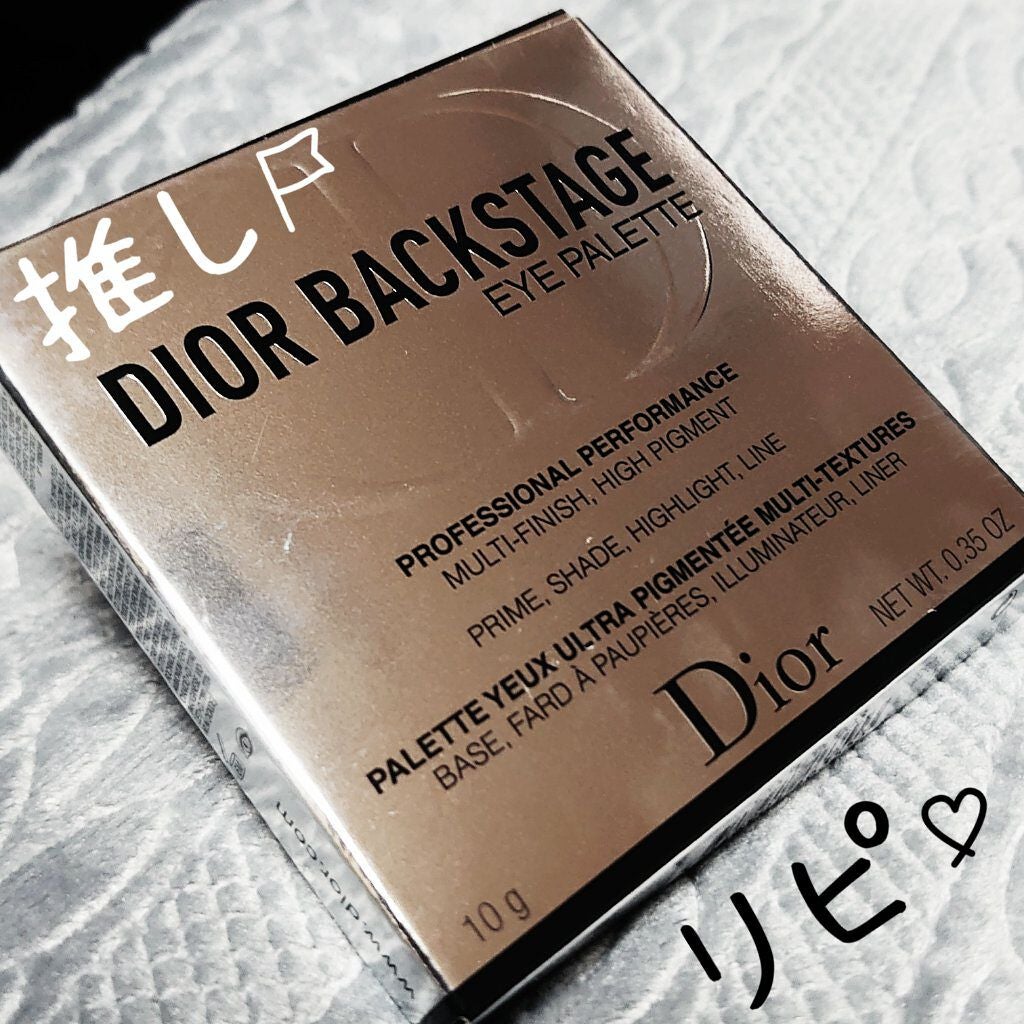 推し
DIOR BACKSTAGE
EYE PALETTE
PROFESSIONAL PERFORMANCE
MULTI-FINISH, HIGH PIGMENT
PRIME, SHADE, HIGHLIGHT, LINE
PALETTE YEUX ULTRA PIGMENTÉE MULTI-TEXTURES
BASE, FARD À PAUPIÈRES, ILLUMINATEUR, LINER
Dior
10 g
NET WT. 0.35 OZ
www.dior.com
リピ♡